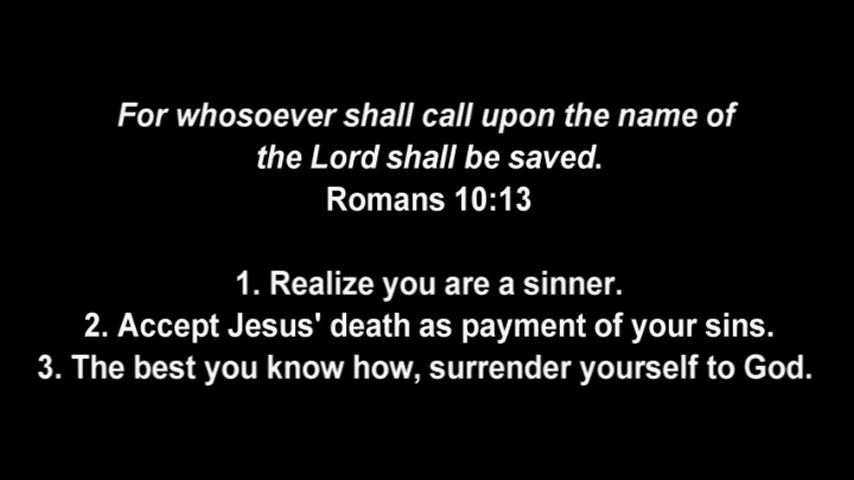 For whosoever shall call upon the name of
the Lord shall be saved.
Romans 10:13
1. Realize you are a sinner.
2. Accept Jesus' death as payment of your sins.
3. The best you know how, surrender yourself to God.